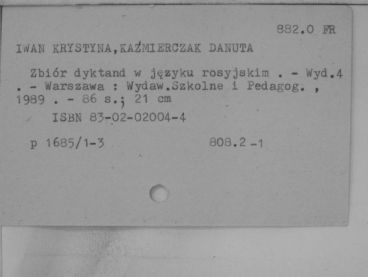 882.0 FR
IWAN KRYSTYNA,KAŹMIERCZAK DANUTA
Zbiór dyktand w języku rosyjskim . - Wyd.4
. - Warszawa : Wydaw.Szkolne i Pedagog. ,
1989 . - 86 s.; 21 cm
ISBN 83-02-02004-4
p 1685/1-3 808.2-1